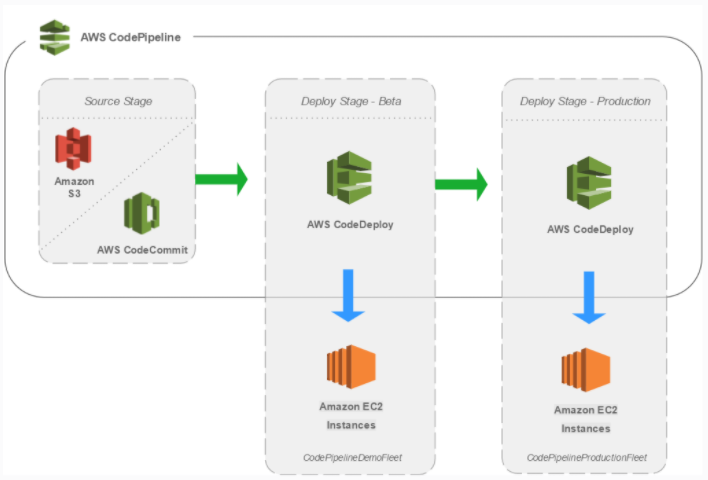 AWS CodePipeline
Source Stage
Amazon
S3
AWS CodeCommit
Deploy Stage - Beta
AWS CodeDeploy
Amazon EC2
Instances
CodePipelineDemoFleet
Deploy Stage - Production
AWS CodeDeploy
Amazon EC2
Instances
CodePipelineProductionFleet